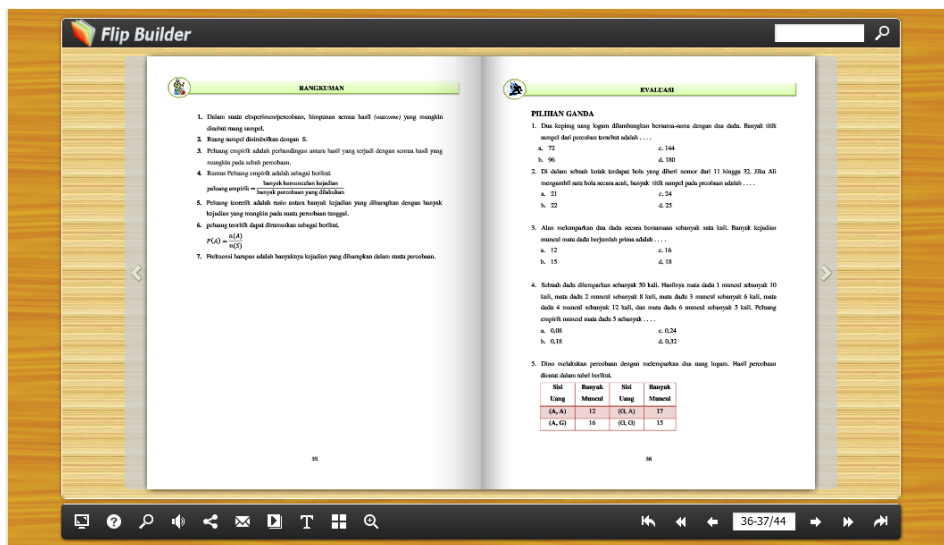 Flip Builder
RANGKUMAN
1. Dalam suatu eksperimen/percobaan, himpunan semua hasil (outcome) yang mungkin
disebut ruang sampel.
2. Ruang sampel disimbolkan dengan S.
3. Peluang empirik adalah perbandingan antara hasil yang terjadi dengan semua hasil yang
mungkin pada sebuh percobaan.
4. Rumus Peluang empirik adalah sebagai berikut
peluang empirik = banyak kemunculan kejadian
banyak percobaan yang dilakukan
5. Peluang teoretik adalah rasio antara banyak kejadian yang diharapkan dengan banyak
kejadian yang mungkin pada suatu percobaan tunggal.
6. peluang teoritik dapat dirumuskan sebagai berikut.
P(A) = n(A)
n(S)
7. Frekuensi harapan adalah banyaknya kejadian yang diharapkan dalam suatu percobaan.
35
EVALUASI
PILIHAN GANDA
1. Dua keping uang logam dilambungkan bersama-sama dengan dua dadu. Banyak titik
sampel dari percoban tersebut adalah . . . .
a. 72 c. 144
b. 96 d. 180
2. Di dalam sebuah kotak terdapat bola yang diberi nomor dari 11 hingga 32. Jika Ali
mengambil satu bola secara acak, banyak titik sampel pada precobaan adalah . . . .
a. 21 c. 24
b. 22 d. 25
3. Alan melemparkan dua dadu secara bersamaan sebanyak satu kali. Banyak kejadian
muncul mata dadu berjumlah prima adalah . . . .
a. 12 c. 16
b. 15 d. 18
4. Sebuah dadu dilemparkan sebanyak 50 kali. Hasilnya mata dadu 1 muncul sebanyak 10
kali, mata dadu 2 muncul sebanyak 8 kali, mata dadu 3 muncul sebanyak 6 kali, mata
dadu 4 muncul sebanyak 12 kali, dan mata dadu 6 muncul sebanyak 5 kali. Peluang
empirik muncul mata dadu 5 sebanyak . . . .
a. 0,08 c. 0,24
b. 0,18 d. 0,32
5. Dino melakukan percobaan dengan melemparkan dua uang logam. Hasil percobaan
dicatat dalam tabel berikut.
Sisi Banyak Sisi Banyak
Uang Muncul Uang Muncul
(A, A) 12 (G, A) 17
(A, G) 16 (G, G) 15
36
36-37/44